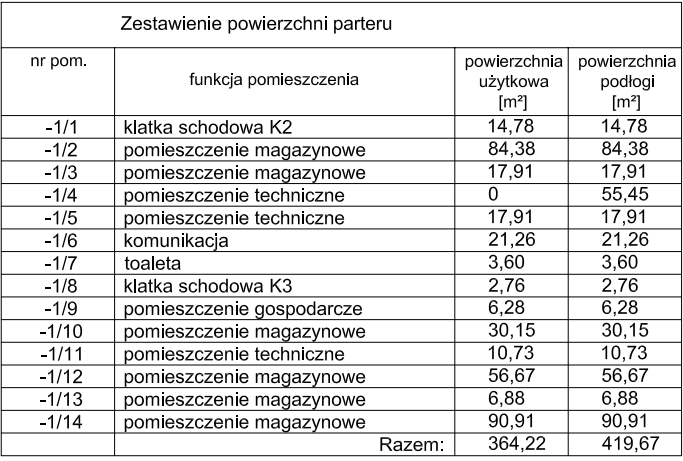 Zestawienie powierzchni parteru
nr pom. funkcja pomieszczenia powierzchnia użytkowa [m²] powierzchnia podłogi [m²]
-1/1 klatka schodowa K2 14,78 14,78
-1/2 pomieszczenie magazynowe 84,38 84,38
-1/3 pomieszczenie magazynowe 17,91 17,91
-1/4 pomieszczenie techniczne 0 55,45
-1/5 pomieszczenie techniczne 17,91 17,91
-1/6 komunikacja 21,26 21,26
-1/7 toaleta 3,60 3,60
-1/8 klatka schodowa K3 2,76 2,76
-1/9 pomieszczenie gospodarcze 6,28 6,28
-1/10 pomieszczenie magazynowe 30,15 30,15
-1/11 pomieszczenie techniczne 10,73 10,73
-1/12 pomieszczenie magazynowe 56,67 56,67
-1/13 pomieszczenie magazynowe 6,88 6,88
-1/14 pomieszczenie magazynowe 90,91 90,91
Razem: 364,22 419,67